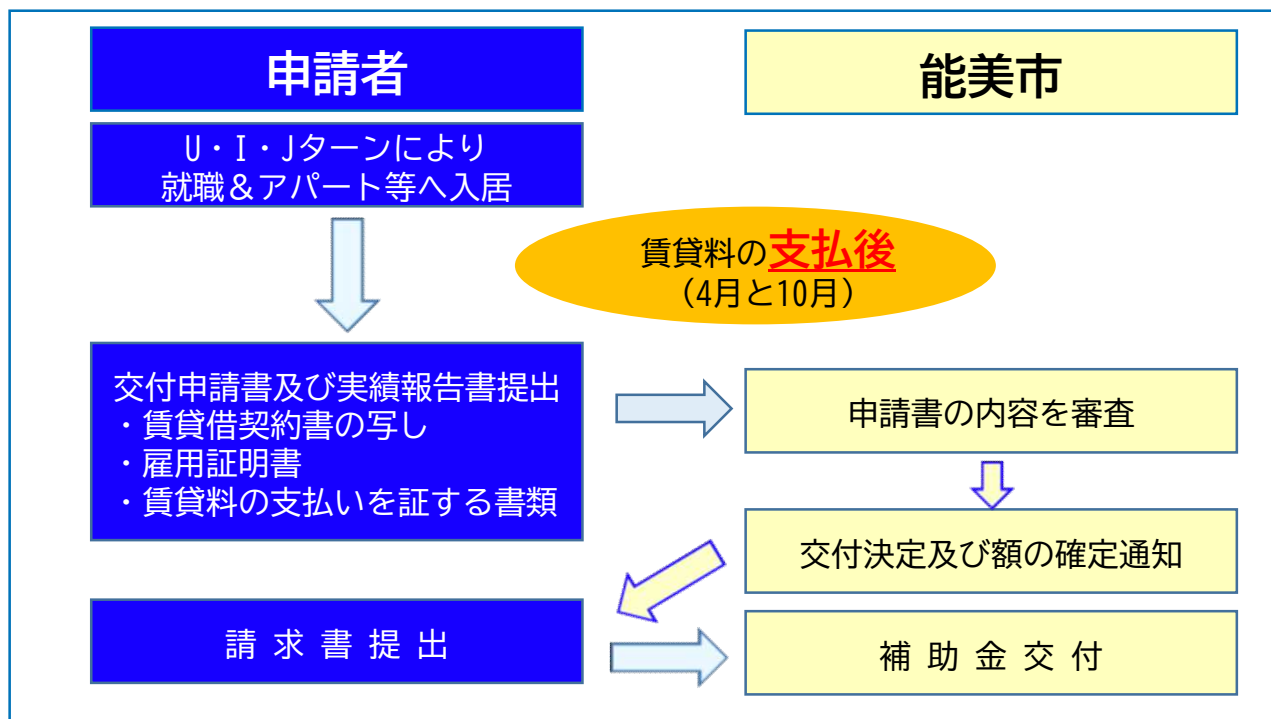 申請者
能美市
U・I・Jターンにより
就職＆アパート等へ入居
賃貸料の支払後
（4月と10月）
交付申請書及び実績報告書提出
・賃貸借契約書の写し
・雇用証明書
・賃貸料の支払いを証する書類
申請書の内容を審査
交付決定及び額の確定通知
請求書提出
補助金交付